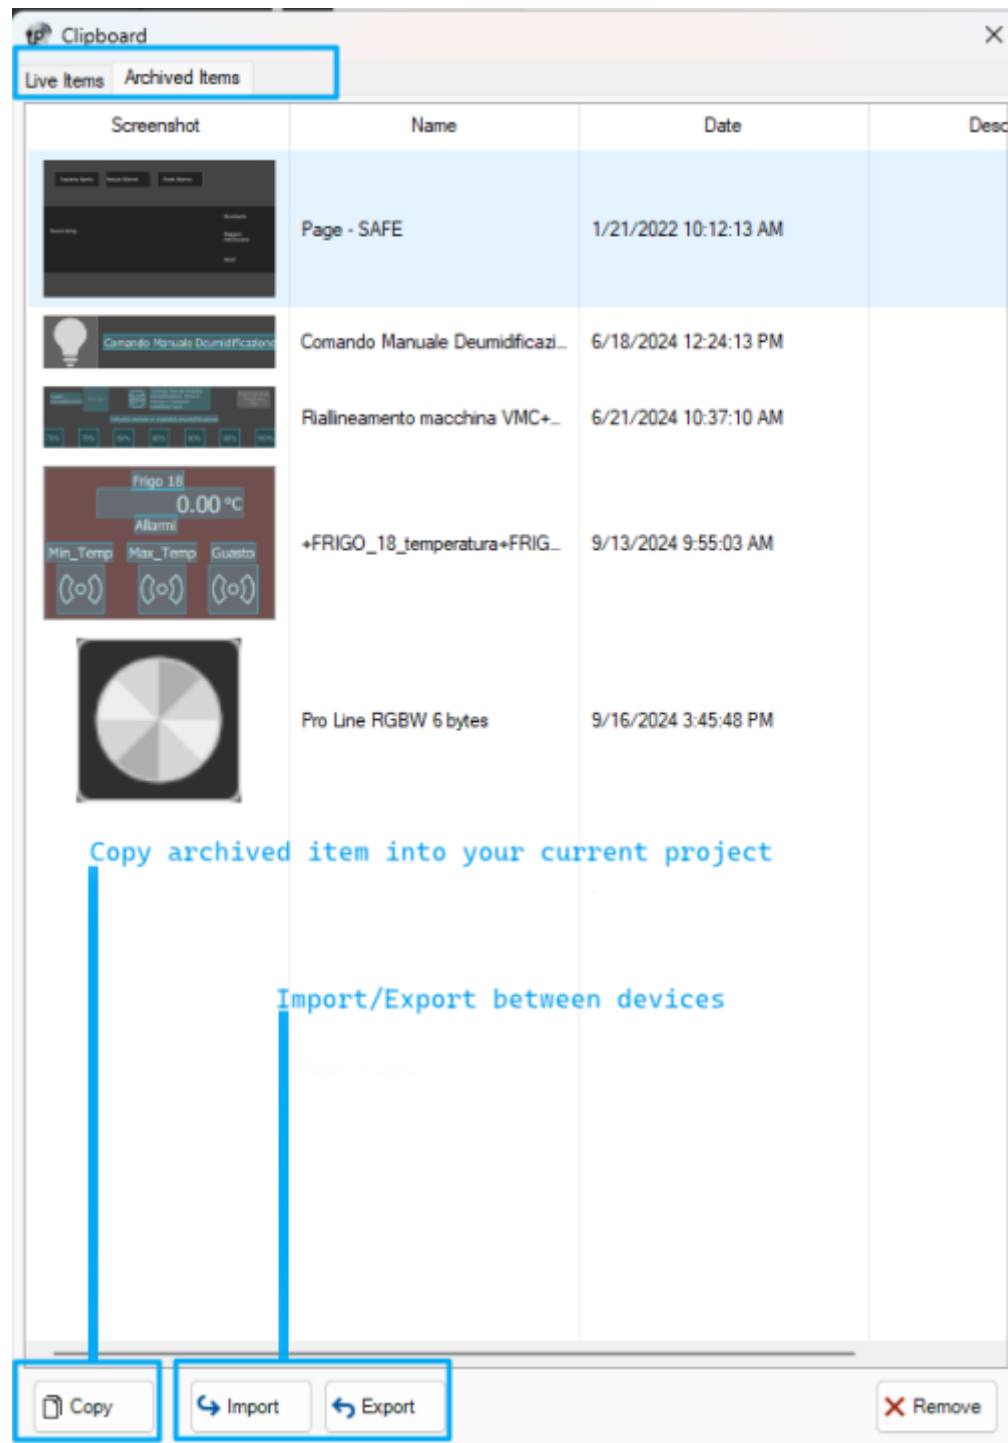 Clipboard
Live Items Archived Items
Screenshot Name Date Desc
Page - SAFE 1/21/2022 10:12:13 AM
Comando Manuale Deumidificazione
Comando Manuale Deumidificazi... 6/18/2024 12:24:13 PM
Riallineamento macchina VMC+... 6/21/2024 10:37:10 AM
Frigo 18
0.00 °C
Allarmi
Min_Temp Max_Temp Guasto
+FRIGO_18_temperatura+FRIG... 9/13/2024 9:55:03 AM
Pro Line RGBW 6 bytes 9/16/2024 3:45:48 PM
Copy archived item into your current project
Import/Export between devices
Copy Import Export Remove